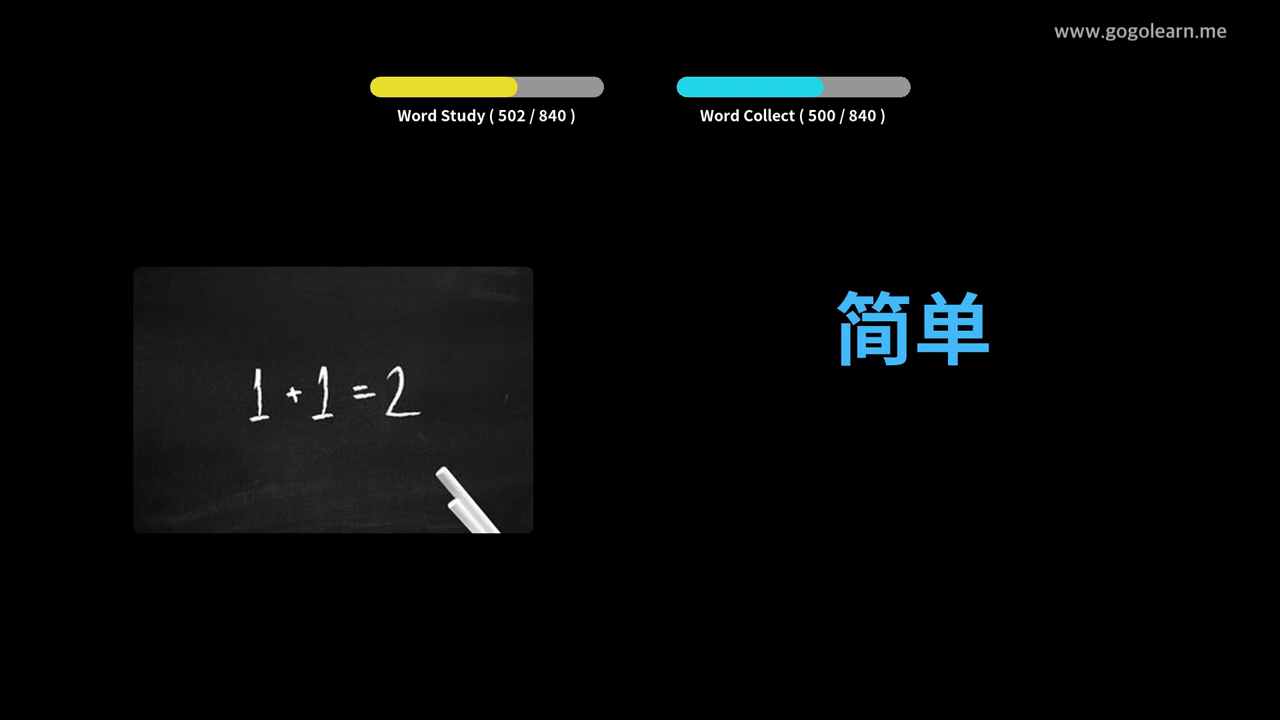 www.gogolearn.me
Word Study ( 502 / 840 )
Word Collect ( 500 / 840 )
简单
1 + 1 = 2